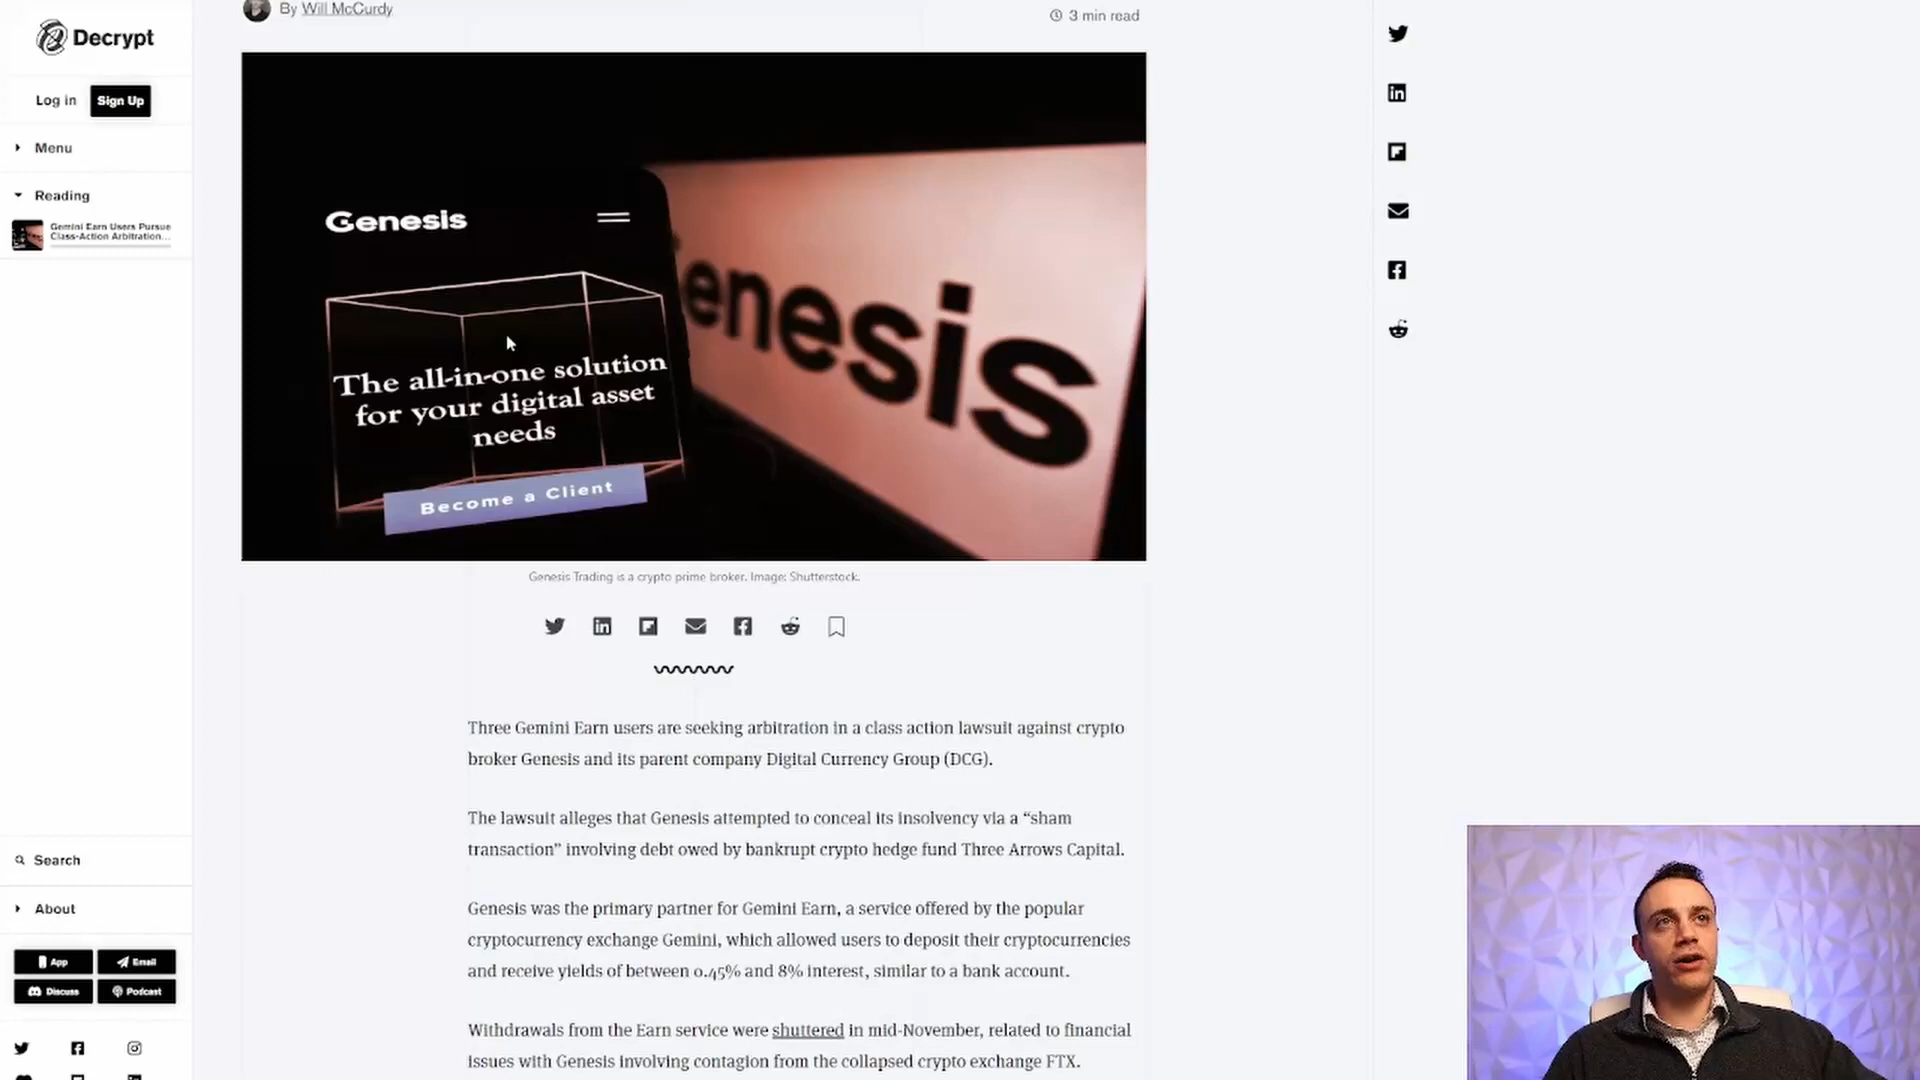 Decrypt
Log in
Sign Up
Menu
Reading
Gemini Earn Users Pursue
Class-Action Arbitration...
Search
About
App
Email
Discuss
Podcast
By Will McCurdy
3 min read
Genesis
The all-in-one solution
for your digital asset
needs
Become a Client
enesis
Genesis Trading is a crypto prime broker. Image: Shutterstock.
Three Gemini Earn users are seeking arbitration in a class action lawsuit against crypto
broker Genesis and its parent company Digital Currency Group (DCG).
The lawsuit alleges that Genesis attempted to conceal its insolvency via a “sham
transaction” involving debt owed by bankrupt crypto hedge fund Three Arrows Capital.
Genesis was the primary partner for Gemini Earn, a service offered by the popular
cryptocurrency exchange Gemini, which allowed users to deposit their cryptocurrencies
and receive yields of between 0.45% and 8% interest, similar to a bank account.
Withdrawals from the Earn service were shuttered in mid-November, related to financial
issues with Genesis involving contagion from the collapsed crypto exchange FTX.